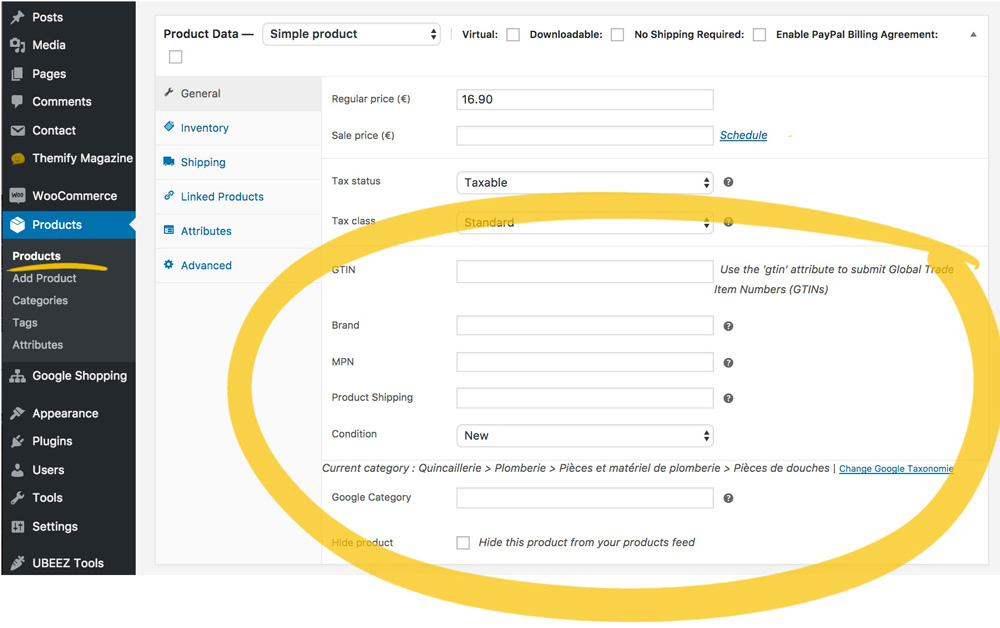 Posts
Media
Pages
Comments
Contact
Themify Magazine
WooCommerce
Products
Products
Add Product
Categories
Tags
Attributes
Google Shopping
Appearance
Plugins
Users
Tools
Settings
UBEEZ Tools
Product Data — Simple product Virtual: Downloadable: No Shipping Required: Enable PayPal Billing Agreement:
General
Inventory
Shipping
Linked Products
Attributes
Advanced
Regular price (€) 16.90
Sale price (€) Schedule
Tax status Taxable
Tax class Standard
GTIN Use the 'gtin' attribute to submit Global Trade
Item Numbers (GTINs)
Brand
MPN
Product Shipping
Condition New
Current category : Quincaillerie > Plomberie > Pièces et matériel de plomberie > Pièces de douches | Change Google Taxonomie
Google Category
Hide product Hide this product from your products feed